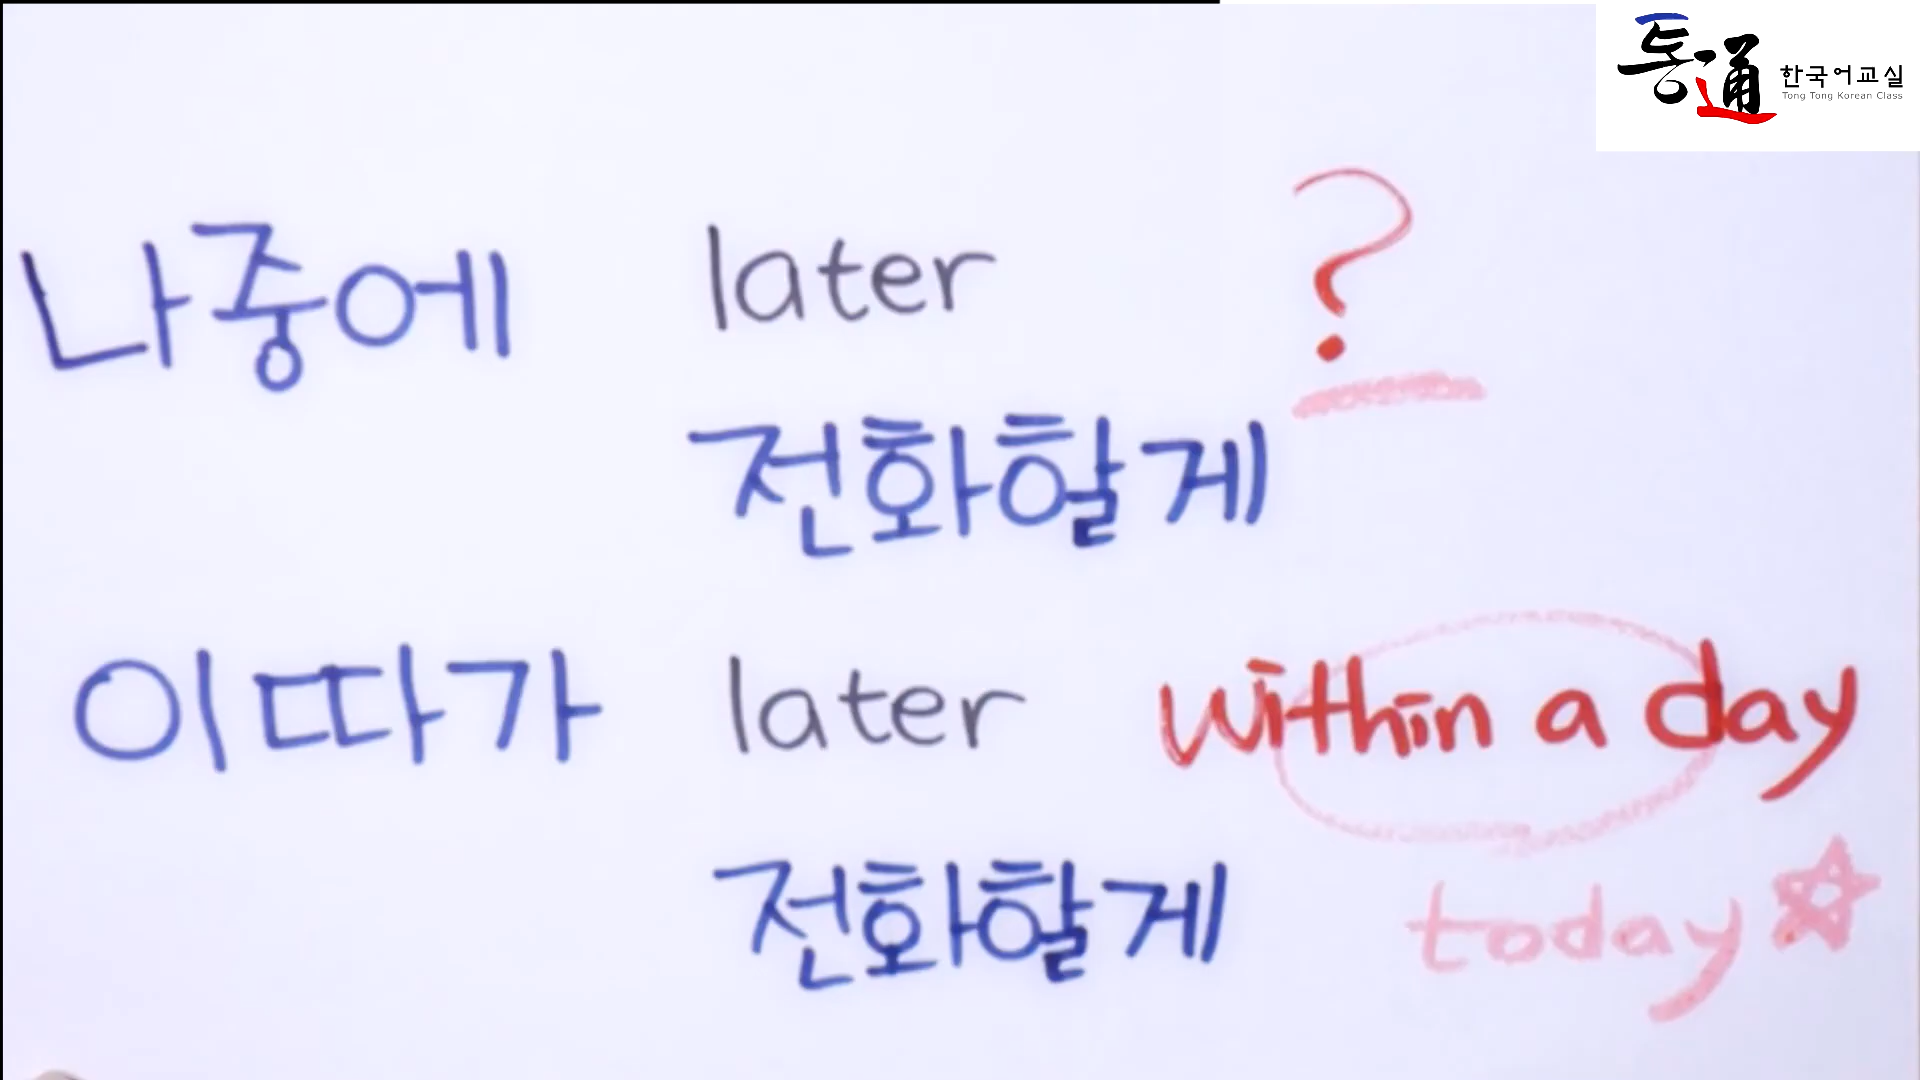 통通 한국어교실
Tong Tong Korean Class
나중에 later ?
전화할게
이따가 later within a day
전화할게 today